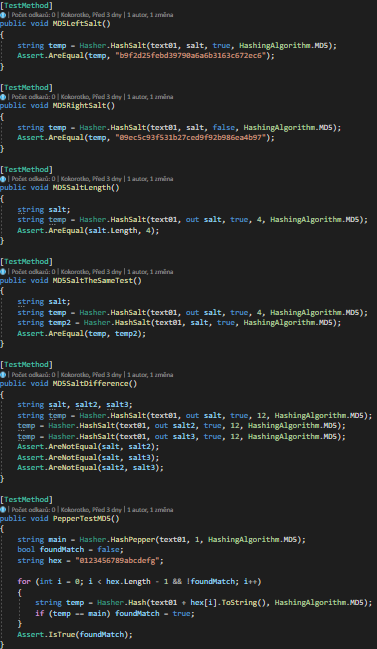 [TestMethod]
| Počet odkazů: 0 | Kokorotko, Před 3 dny | 1 autor, 1 změna
public void MD5LeftSalt()
{
string temp = Hasher.HashSalt(text01, salt, true, HashingAlgorithm.MD5);
Assert.AreEqual(temp, "b9f2d25febd39790a6a6b3163c672ec6");
}
[TestMethod]
| Počet odkazů: 0 | Kokorotko, Před 3 dny | 1 autor, 1 změna
public void MD5RightSalt()
{
string temp = Hasher.HashSalt(text01, salt, false, HashingAlgorithm.MD5);
Assert.AreEqual(temp, "09ec5c93f531b27ced9f92b986ea4b97");
}
[TestMethod]
| Počet odkazů: 0 | Kokorotko, Před 3 dny | 1 autor, 1 změna
public void MD5SaltLength()
{
string salt;
string temp = Hasher.HashSalt(text01, out salt, true, 4, HashingAlgorithm.MD5);
Assert.AreEqual(salt.Length, 4);
}
[TestMethod]
| Počet odkazů: 0 | Kokorotko, Před 3 dny | 1 autor, 1 změna
public void MD5SaltTheSameTest()
{
string salt;
string temp = Hasher.HashSalt(text01, out salt, true, 4, HashingAlgorithm.MD5);
string temp2 = Hasher.HashSalt(text01, salt, true, HashingAlgorithm.MD5);
Assert.AreEqual(temp, temp2);
}
[TestMethod]
| Počet odkazů: 0 | Kokorotko, Před 3 dny | 1 autor, 1 změna
public void MD5SaltDifference()
{
string salt, salt2, salt3;
string temp = Hasher.HashSalt(text01, out salt, true, 12, HashingAlgorithm.MD5);
temp = Hasher.HashSalt(text01, out salt2, true, 12, HashingAlgorithm.MD5);
temp = Hasher.HashSalt(text01, out salt3, true, 12, HashingAlgorithm.MD5);
Assert.AreNotEqual(salt, salt2);
Assert.AreNotEqual(salt, salt3);
Assert.AreNotEqual(salt2, salt3);
}
[TestMethod]
| Počet odkazů: 0 | Kokorotko, Před 3 dny | 1 autor, 1 změna
public void PepperTestMD5()
{
string main = Hasher.HashPepper(text01, 1, HashingAlgorithm.MD5);
bool foundMatch = false;
string hex = "0123456789abcdefg";
for (int i = 0; i < hex.Length - 1 && !foundMatch; i++)
{
string temp = Hasher.Hash(text01 + hex[i].ToString(), HashingAlgorithm.MD5);
if (temp == main) foundMatch = true;
}
Assert.IsTrue(foundMatch);
}